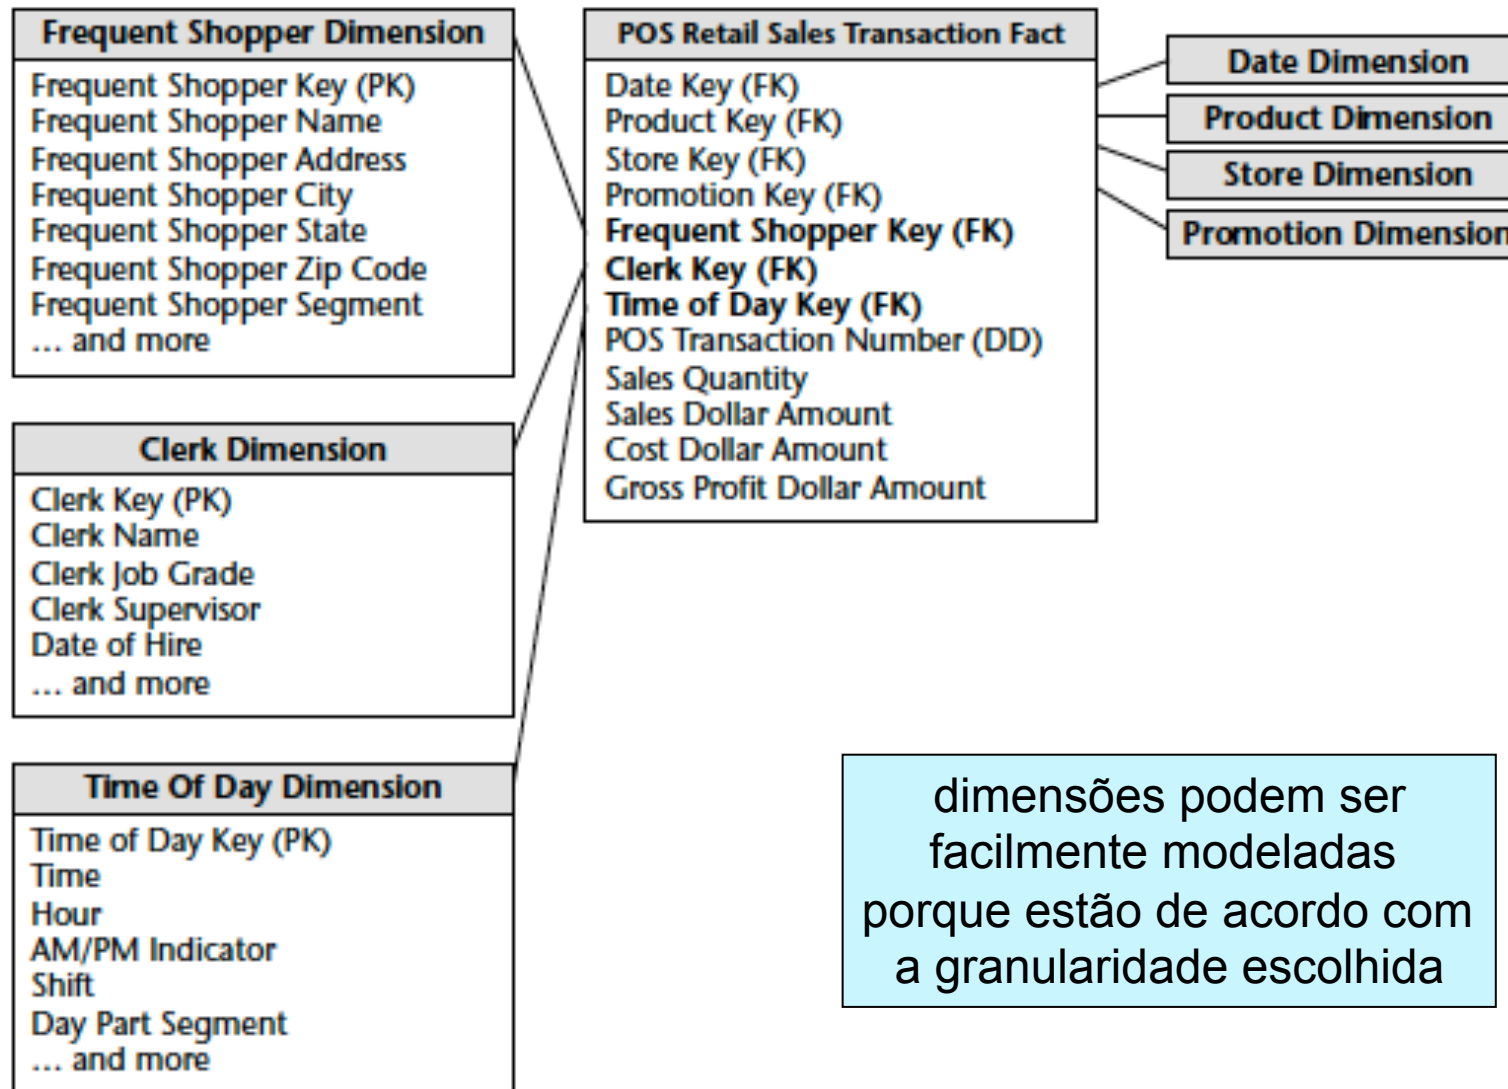 Frequent Shopper Dimension
Frequent Shopper Key (PK)
Frequent Shopper Name
Frequent Shopper Address
Frequent Shopper City
Frequent Shopper State
Frequent Shopper Zip Code
Frequent Shopper Segment
... and more
Clerk Dimension
Clerk Key (PK)
Clerk Name
Clerk Job Grade
Clerk Supervisor
Date of Hire
... and more
Time Of Day Dimension
Time of Day Key (PK)
Time
Hour
AM/PM Indicator
Shift
Day Part Segment
... and more
POS Retail Sales Transaction Fact
Date Key (FK)
Product Key (FK)
Store Key (FK)
Promotion Key (FK)
Frequent Shopper Key (FK)
Clerk Key (FK)
Time of Day Key (FK)
POS Transaction Number (DD)
Sales Quantity
Sales Dollar Amount
Cost Dollar Amount
Gross Profit Dollar Amount
Date Dimension
Product Dimension
Store Dimension
Promotion Dimension
dimensões podem ser
facilmente modeladas
porque estão de acordo com
a granularidade escolhida